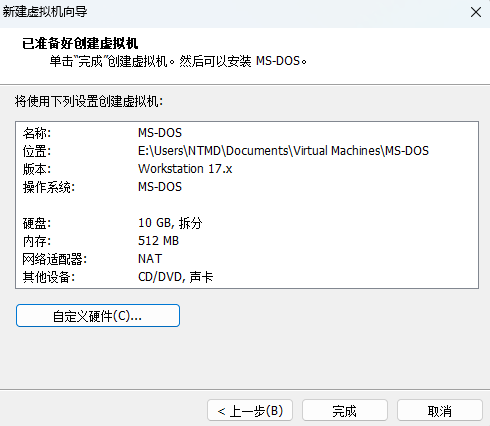 新建虚拟机向导
已准备好创建虚拟机
单击“完成”创建虚拟机。然后可以安装 MS-DOS。
将使用下列设置创建虚拟机:
名称: MS-DOS
位置: E:\Users\NTMD\Documents\Virtual Machines\MS-DOS
版本: Workstation 17.x
操作系统: MS-DOS
硬盘: 10 GB, 拆分
内存: 512 MB
网络适配器: NAT
其他设备: CD/DVD, 声卡
自定义硬件(C)...
< 上一步(B) 完成 取消